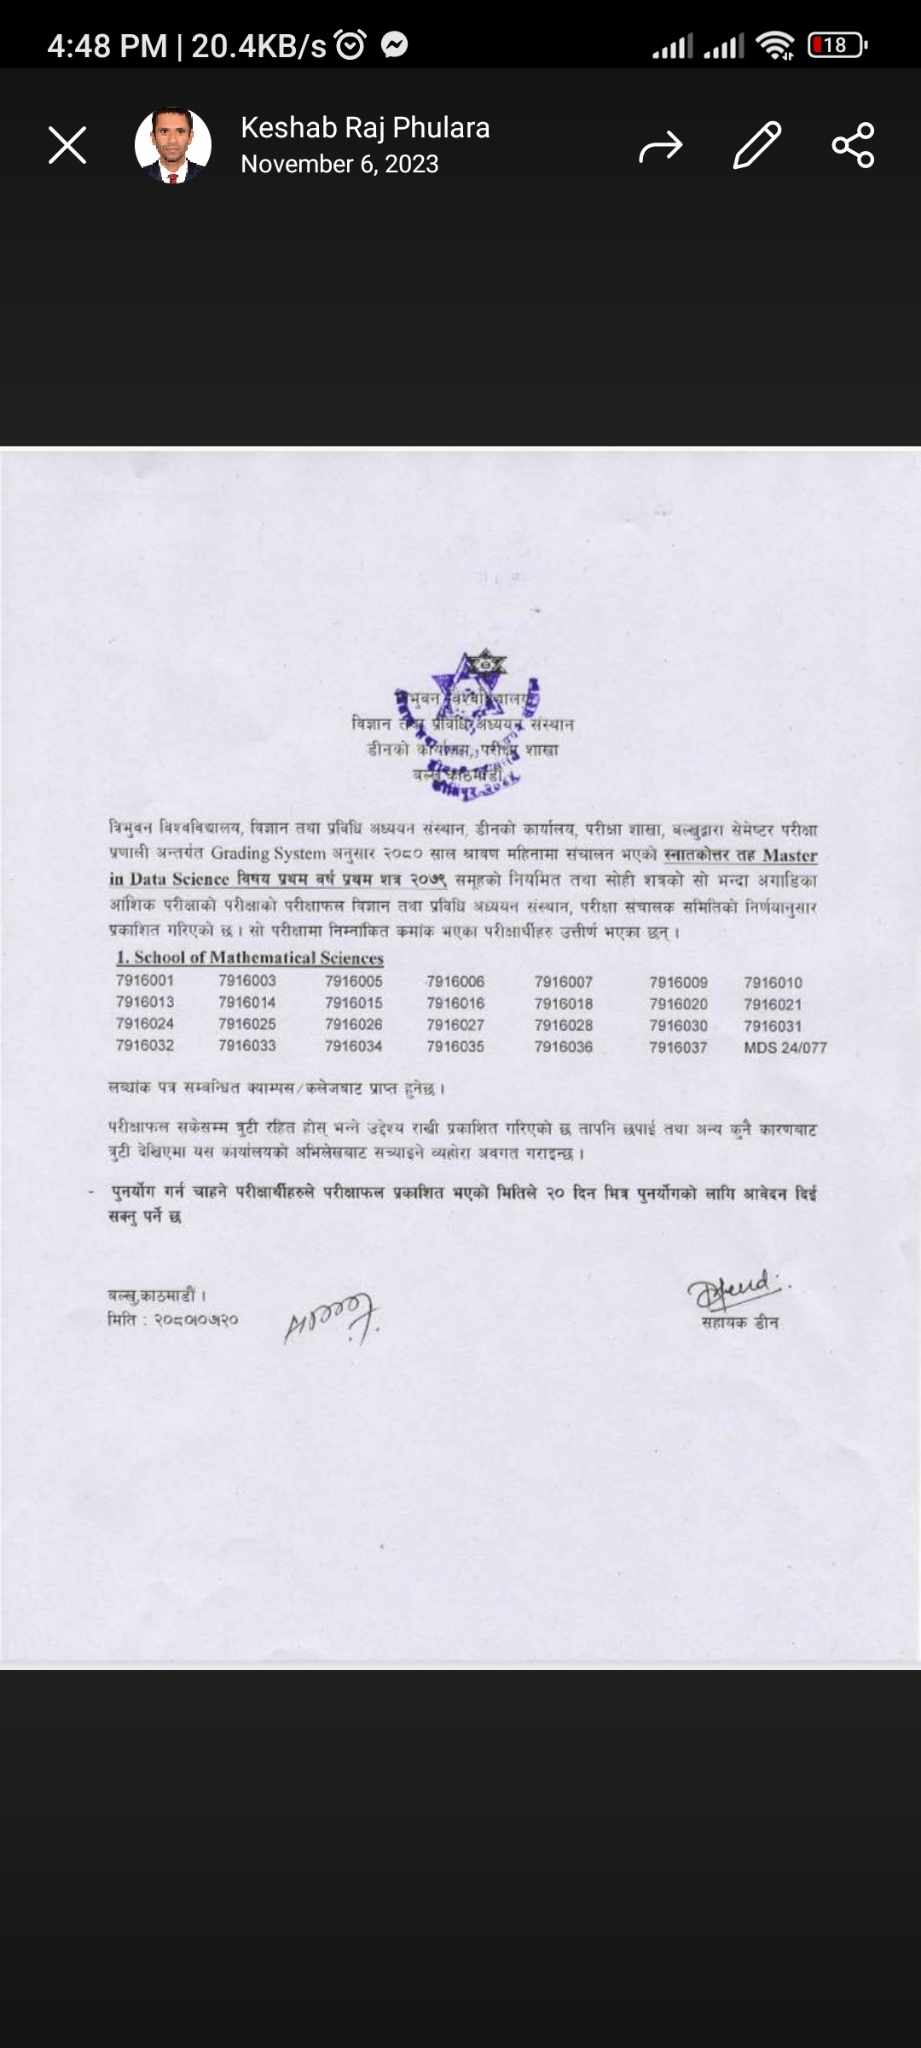 4:48 PM | 20.4KB/s
18
Keshab Raj Phulara
November 6, 2023
त्रिभुवन विश्वविद्यालय
विज्ञान तथा प्रविधि अध्ययन संस्थान
डीनको कार्यालय, परीक्षा शाखा
बल्खु काठमाडौं
त्रिभुवन विश्वविद्यालय, विज्ञान तथा प्रविधि अध्ययन संस्थान, डीनको कार्यालय, परीक्षा शाखा, बल्खुद्वारा सेमेष्टर परीक्षा
प्रणाली अन्तर्गत Grading System अनुसार २०८० साल श्रावण महिनामा संचालन भएको स्नातकोत्तर तह Master
in Data Science विषय प्रथम वर्ष प्रथम शत्र २०७९ समूहको नियमित तथा सोही शत्रको सो भन्दा अगाडिका
आंशिक परीक्षाको परीक्षाको परीक्षाफल विज्ञान तथा प्रविधि अध्ययन संस्थान, परीक्षा संचालक समितिको निर्णयानुसार
प्रकाशित गरिएको छ । सो परीक्षामा निम्नांकित क्रमांक भएका परीक्षार्थीहरु उत्तीर्ण भएका छन् ।
1. School of Mathematical Sciences
7916001 7916003 7916005 7916006 7916007 7916009 7916010
7916013 7916014 7916015 7916016 7916018 7916020 7916021
7916024 7916025 7916026 7916027 7916028 7916030 7916031
7916032 7916033 7916034 7916035 7916036 7916037 MDS 24/077
लब्धांक पत्र सम्बन्धित क्याम्पस/कलेजबाट प्राप्त हुनेछ ।
परीक्षाफल सकेसम्म त्रुटी रहित होस् भन्ने उद्देश्य राखी प्रकाशित गरिएको छ तापनि छपाई तथा अन्य कुनै कारणबाट
त्रुटी देखिएमा यस कार्यालयको अभिलेखबाट सच्याइने व्यहोरा अवगत गराइन्छ ।
- पुनर्योग गर्न चाहने परीक्षार्थीहरुले परीक्षाफल प्रकाशित भएको मितिले २० दिन भित्र पुनर्योगको लागि आवेदन दिई
सक्नु पर्ने छ
बल्खु,काठमाडौं ।
मिति : २०८०।०७।२०
सहायक डीन